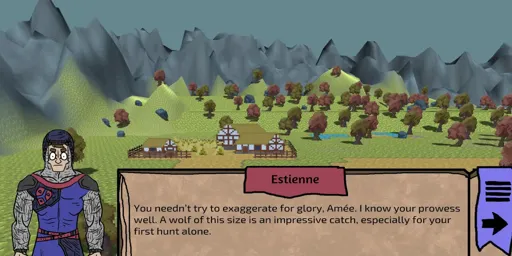 Estienne
You needn't try to exaggerate for glory, Amée. I know your prowess
well. A wolf of this size is an impressive catch, especially for your
first hunt alone.